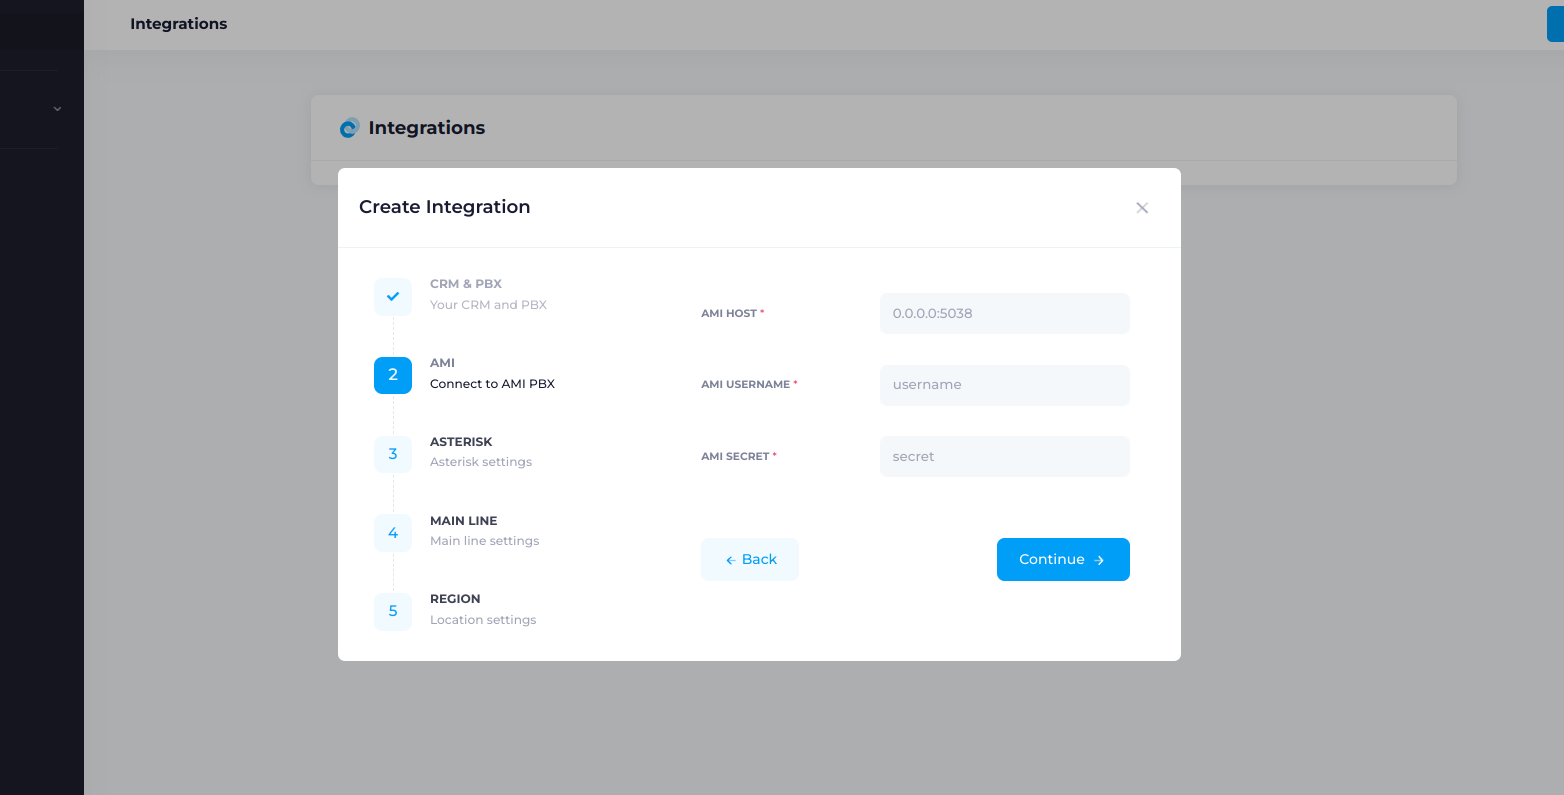 Integrations
Integrations
Create Integration
CRM & PBX
Your CRM and PBX
2
AMI
Connect to AMI PBX
3
ASTERISK
Asterisk settings
4
MAIN LINE
Main line settings
5
REGION
Location settings
AMI HOST *
0.0.0.0:5038
AMI USERNAME *
username
AMI SECRET *
secret
Back
Continue